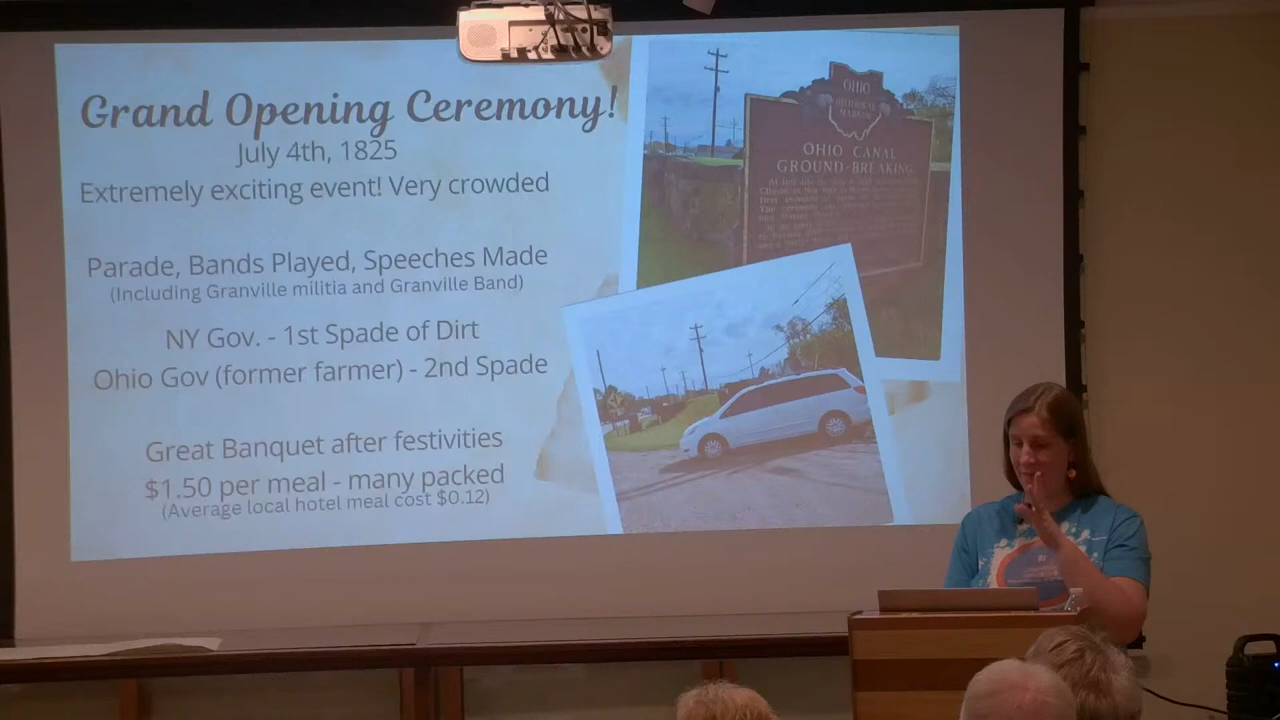 Grand Opening Ceremony!
July 4th, 1825
Extremely exciting event! Very crowded
Parade, Bands Played, Speeches Made
(Including Granville militia and Granville Band)
NY Gov. - 1st Spade of Dirt
Ohio Gov (former farmer) - 2nd Spade
Great Banquet after festivities
$1.50 per meal - many packed
(Average local hotel meal cost $0.12)
OHIO
HISTORICAL
MARKER
OHIO CANAL
GROUND-BREAKING